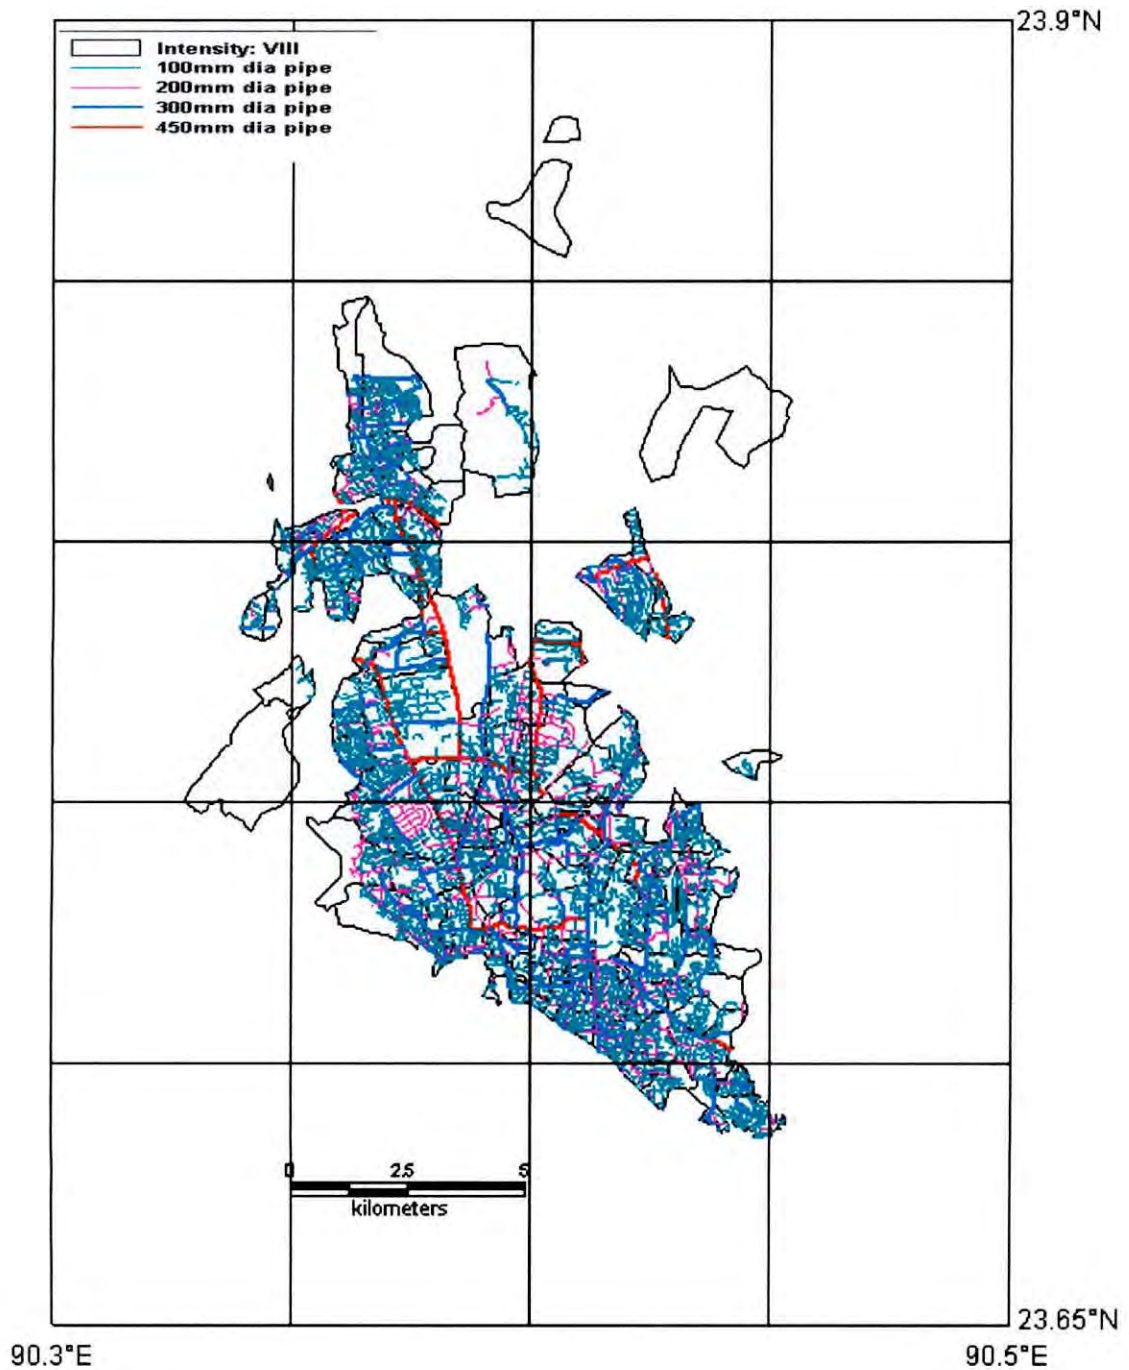 23.9°N
Intensity: VIII
100mm dia pipe
200mm dia pipe
300mm dia pipe
450mm dia pipe
0 2.5 5
kilometers
23.65°N
90.3°E 90.5°E